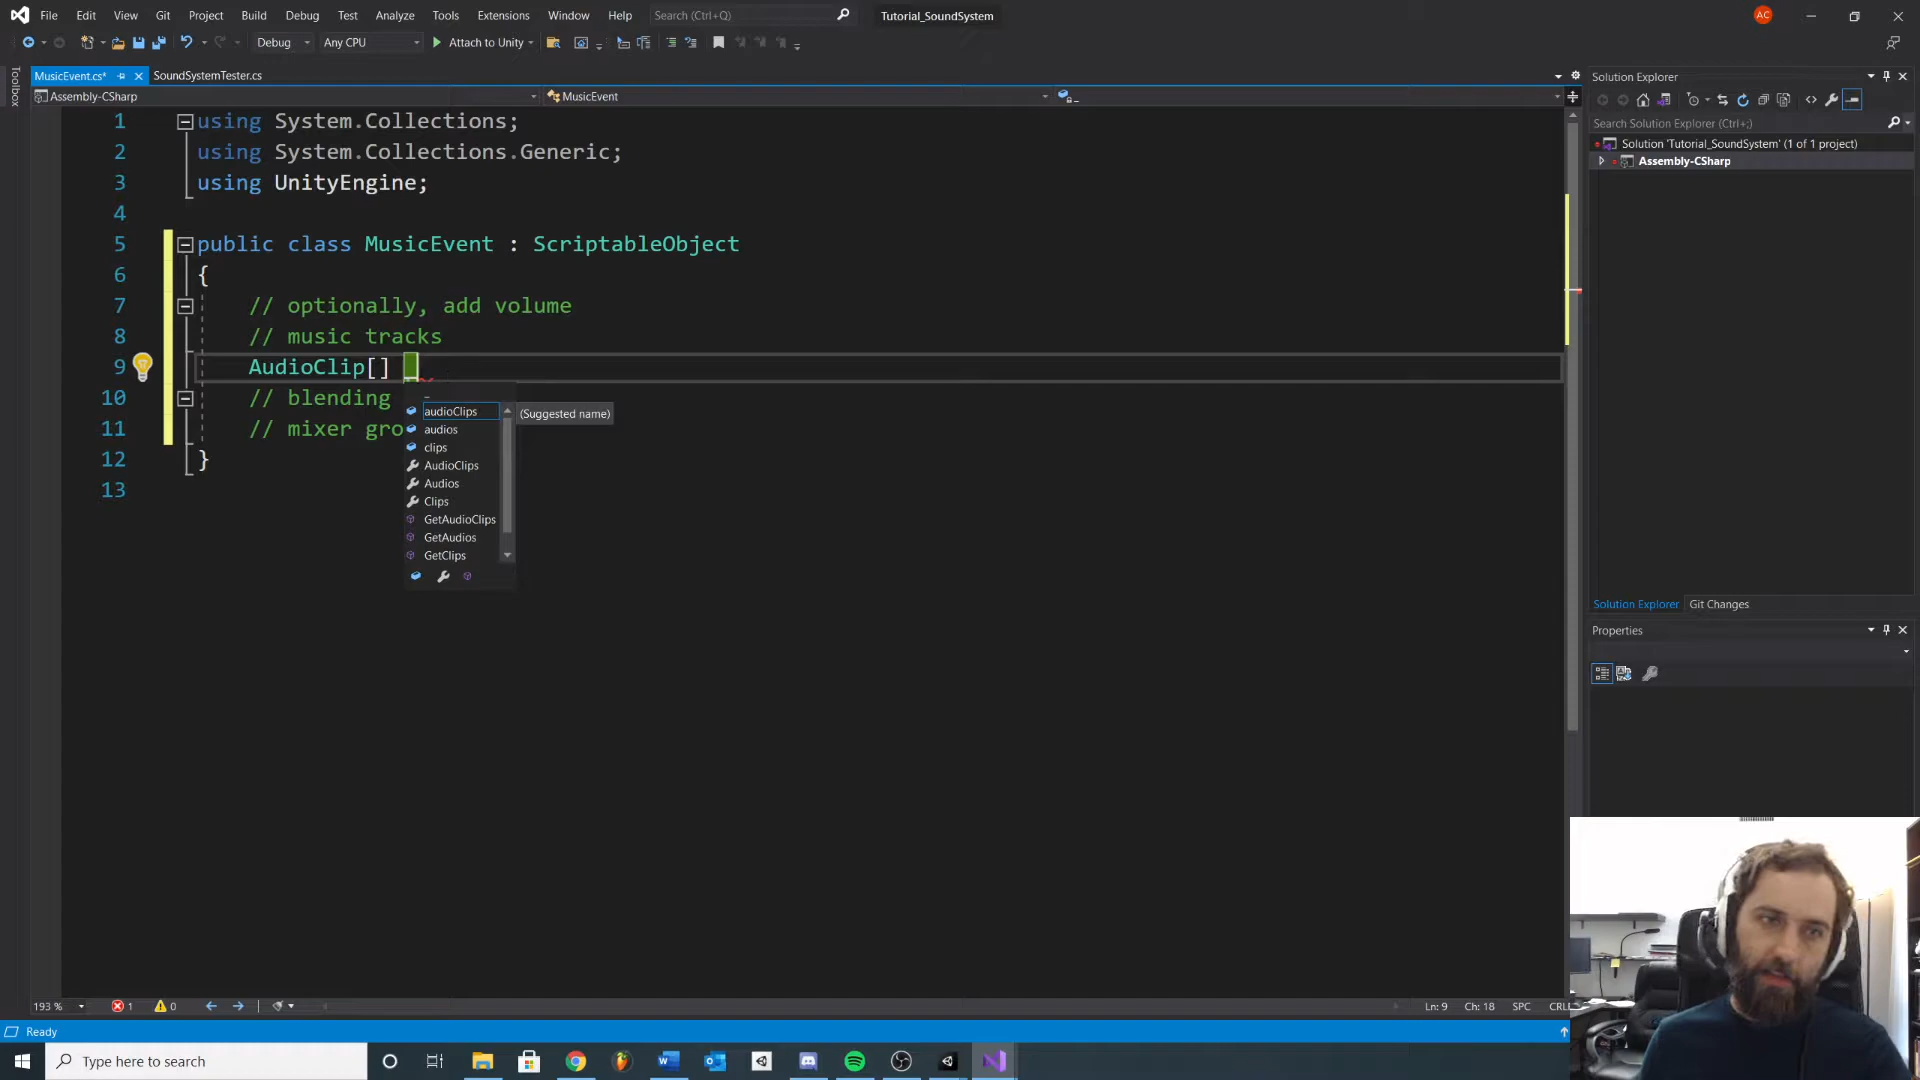 File Edit View Git Project Build Debug Test Analyze Tools Extensions Window Help Search (Ctrl+Q) Tutorial_SoundSystem AC
Debug Any CPU Attach to Unity
MusicEvent.cs* SoundSystemTester.cs
Assembly-CSharp MusicEvent
Toolbox
1 using System.Collections;
2 using System.Collections.Generic;
3 using UnityEngine;
4
5 public class MusicEvent : ScriptableObject
6 {
7 // optionally, add volume
8 // music tracks
9 AudioClip[]
10 // blending
11 // mixer gro
12 }
13
audioClips (Suggested name)
audios
clips
AudioClips
Audios
Clips
GetAudioClips
GetAudios
GetClips
Solution Explorer
Search Solution Explorer (Ctrl+;)
Solution 'Tutorial_SoundSystem' (1 of 1 project)
Assembly-CSharp
Solution Explorer Git Changes
Properties
193 % 1 0 Ln: 9 Ch: 18 SPC CRL
Ready
Type here to search